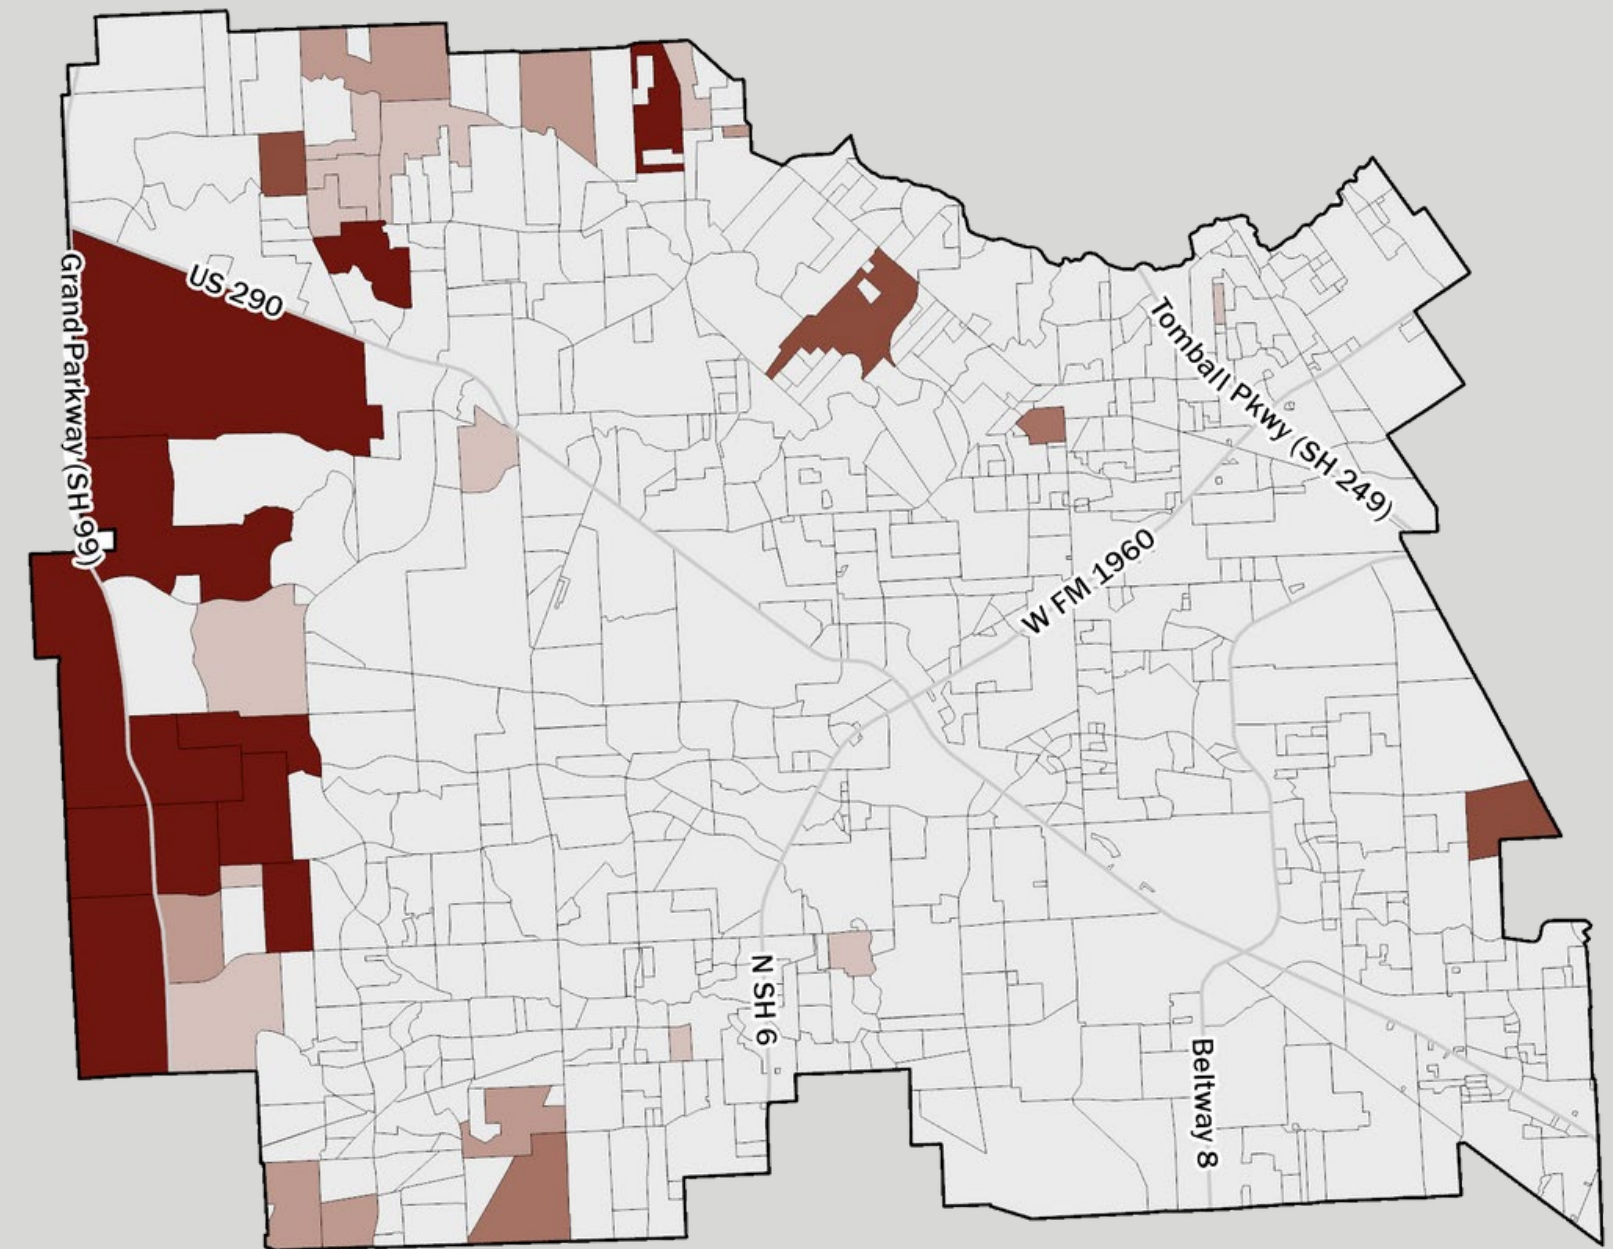 US 290
Grand Parkway (SH 99)
Tomball Pkwy (SH 249)
W FM 1960
N SH 6
Beltway 8